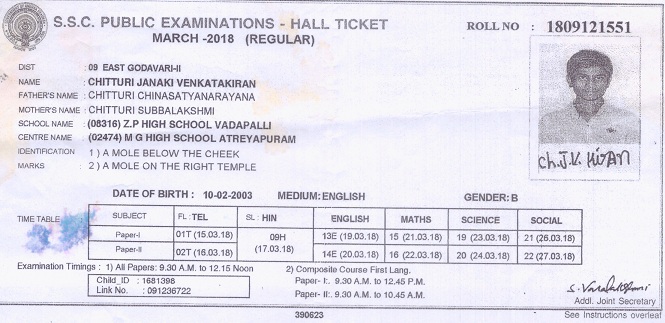 S.S.C. PUBLIC EXAMINATIONS - HALL TICKET
MARCH -2018 (REGULAR)
ROLL NO : 1809121551
DIST : 09 EAST GODAVARI-II
NAME : CHITTURI JANAKI VENKATAKIRAN
FATHER'S NAME : CHITTURI CHINASATYANARAYANA
MOTHER'S NAME : CHITTURI SUBBALAKSHMI
SCHOOL NAME : (08316) Z.P HIGH SCHOOL VADAPALLI
CENTRE NAME : (02474) M G HIGH SCHOOL ATREYAPURAM
IDENTIFICATION : 1 ) A MOLE BELOW THE CHEEK
MARKS : 2 ) A MOLE ON THE RIGHT TEMPLE
Ch.J.V. KIRAN
DATE OF BIRTH : 10-02-2003 MEDIUM:ENGLISH GENDER: B
TIME TABLE
SUBJECT FL : TEL SL : HIN ENGLISH MATHS SCIENCE SOCIAL
Paper-I 01T (15.03.18) 09H (17.03.18) 13E (19.03.18) 15 (21.03.18) 19 (23.03.18) 21 (26.03.18)
Paper-II 02T (16.03.18) 14E (20.03.18) 16 (22.03.18) 20 (24.03.18) 22 (27.03.18)
Examination Timings : 1) All Papers: 9.30 A.M. to 12.15 Noon 2) Composite Course First Lang.
Child_ID : 1681398 Paper- I:. 9.30 A.M. to 12.45 P.M.
Link No. : 091236722 Paper- II:. 9.30 A.M. to 10.45 A.M.
Addl. Joint Secretary
390623 See Instructions overleaf